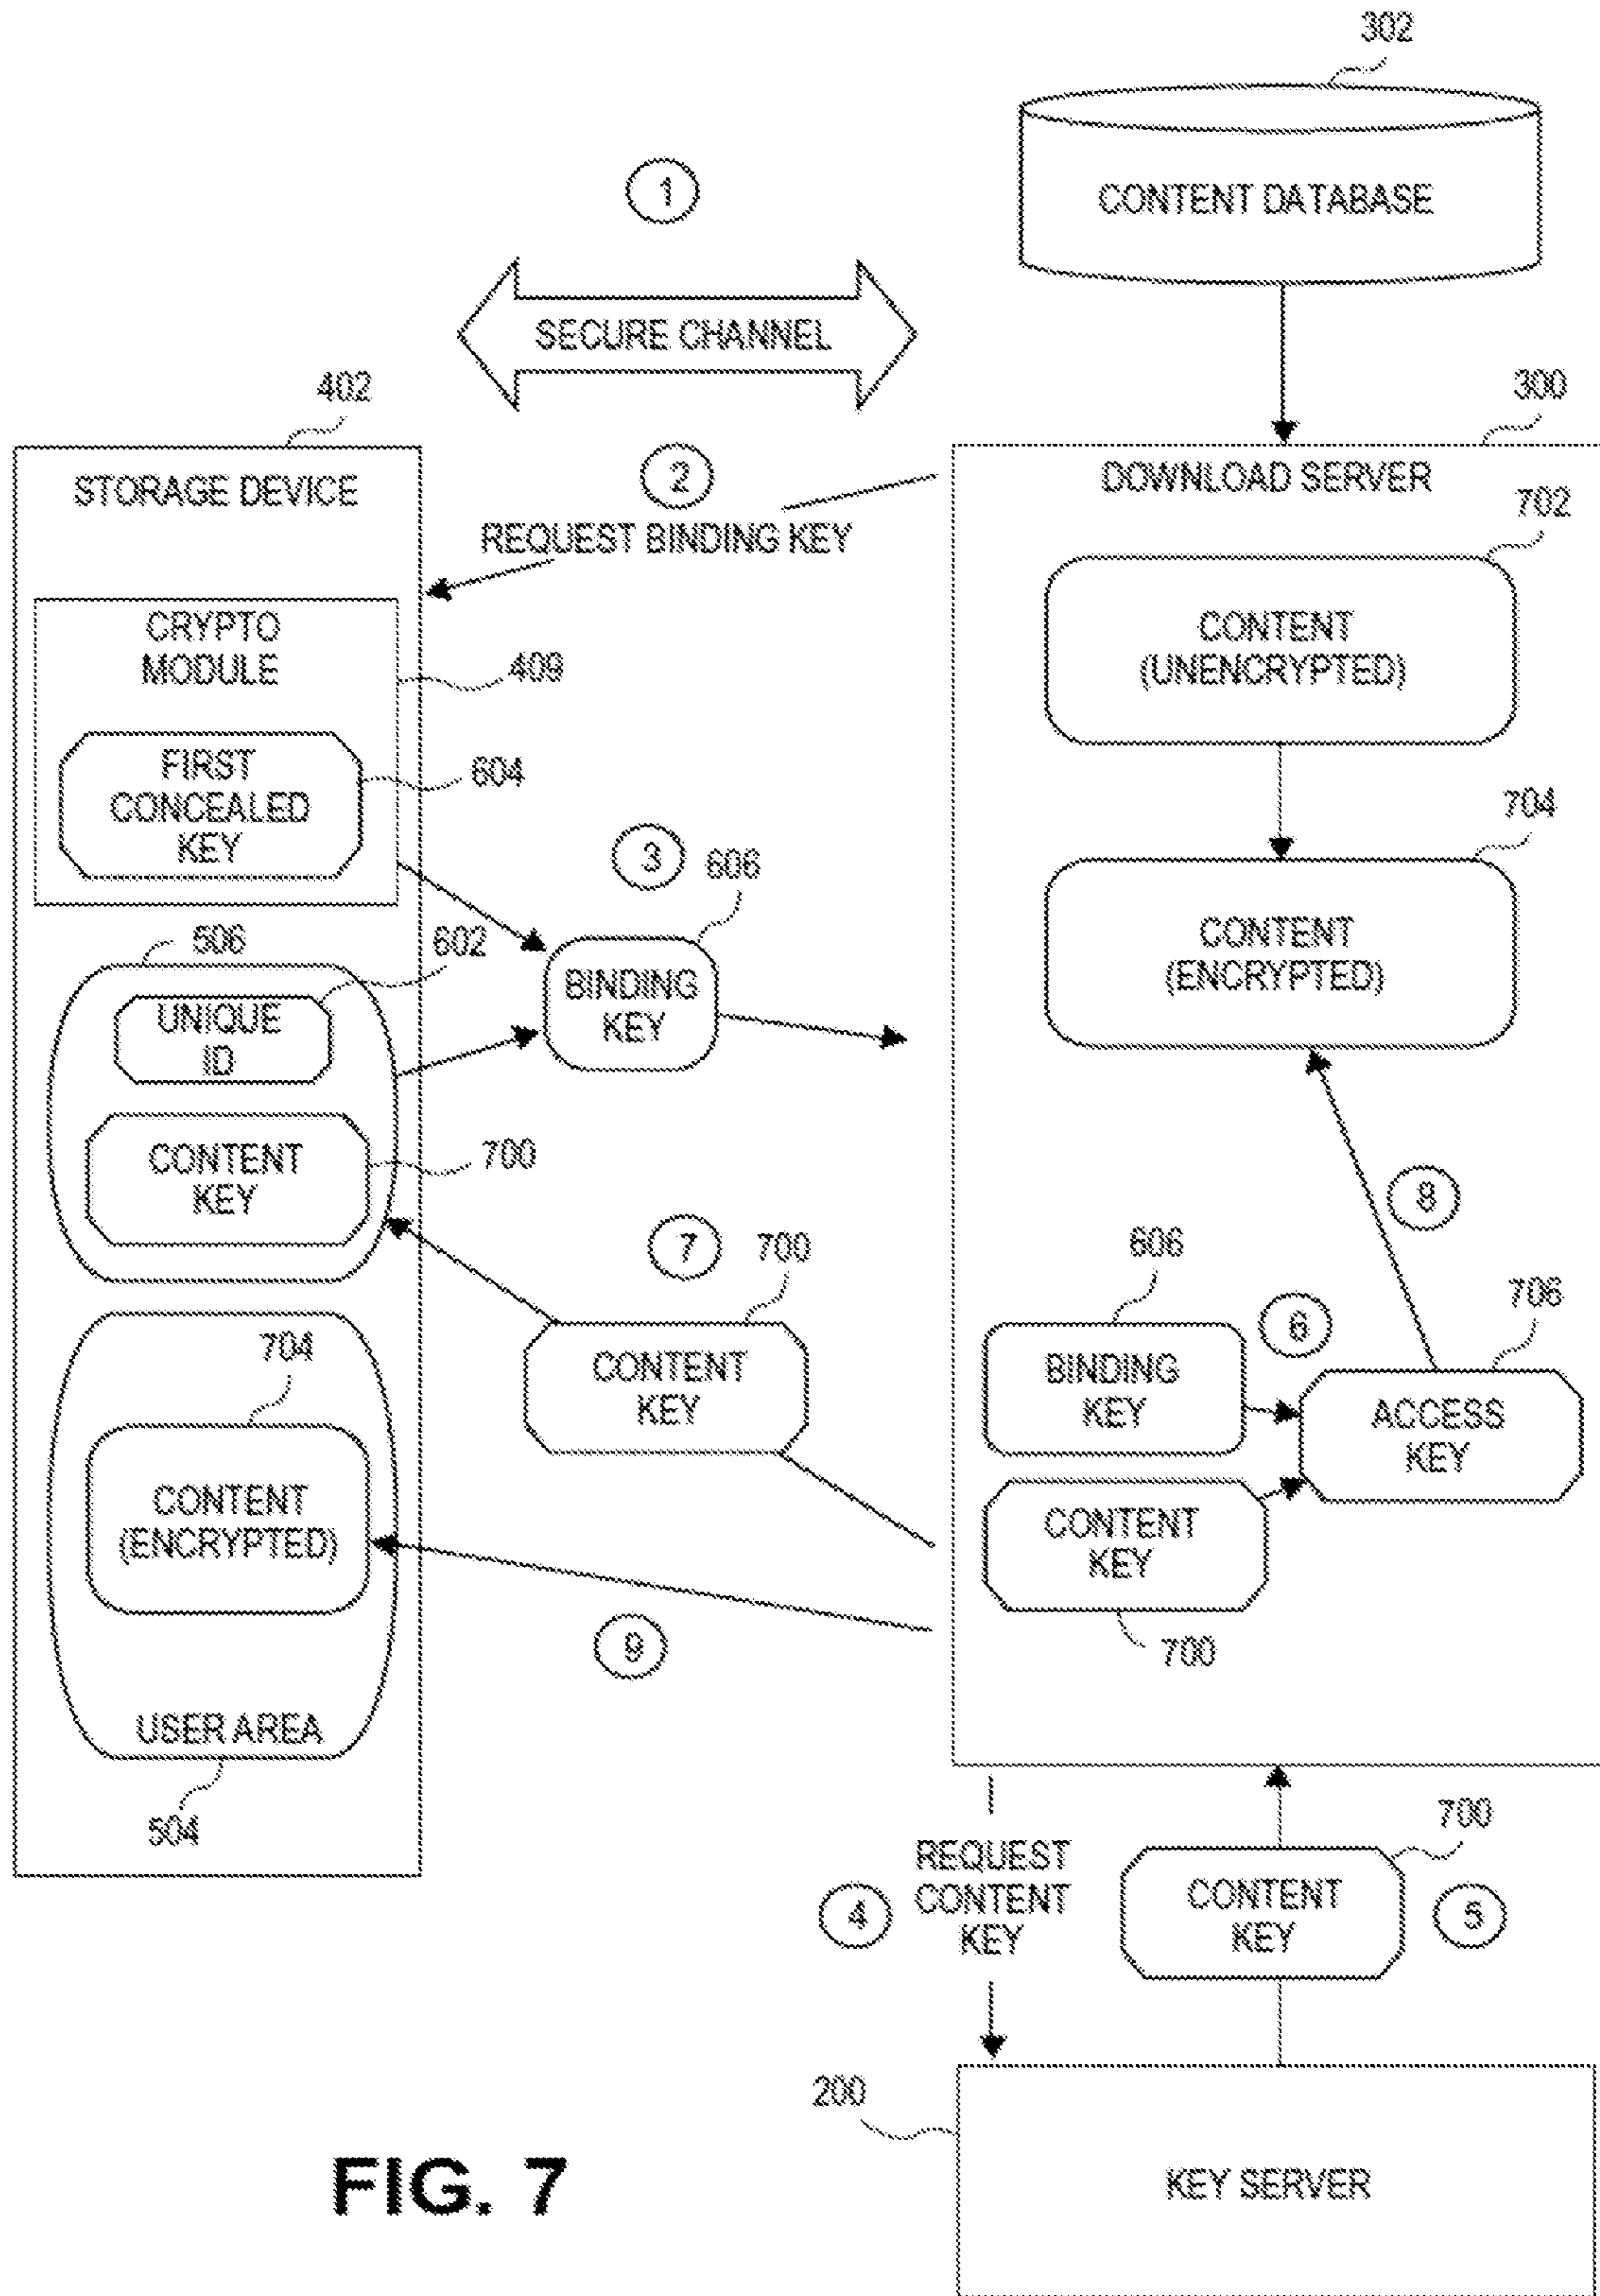 302
CONTENT DATABASE
1
SECURE CHANNEL
402
300
STORAGE DEVICE
2
REQUEST BINDING KEY
DOWNLOAD SERVER
702
CONTENT
(UNENCRYPTED)
CRYPTO
MODULE
409
FIRST
CONCEALED
KEY
604
3
606
704
CONTENT
(ENCRYPTED)
506
602
UNIQUE
ID
BINDING
KEY
CONTENT
KEY
700
7
700
CONTENT
KEY
8
606
6
706
BINDING
KEY
ACCESS
KEY
CONTENT
KEY
700
704
CONTENT
(ENCRYPTED)
9
USER AREA
504
4
REQUEST
CONTENT
KEY
700
CONTENT
KEY
5
200
KEY SERVER
FIG. 7